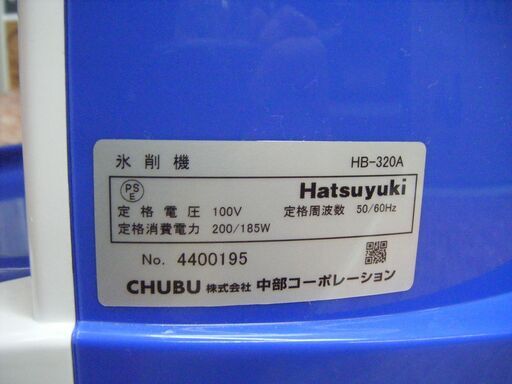 氷削機 HB-320A
PS
E Hatsuyuki
定格電圧 100V 定格周波数 50/60Hz
定格消費電力 200/185W
No. 4400195
CHUBU 株式会社 中部コーポレーション